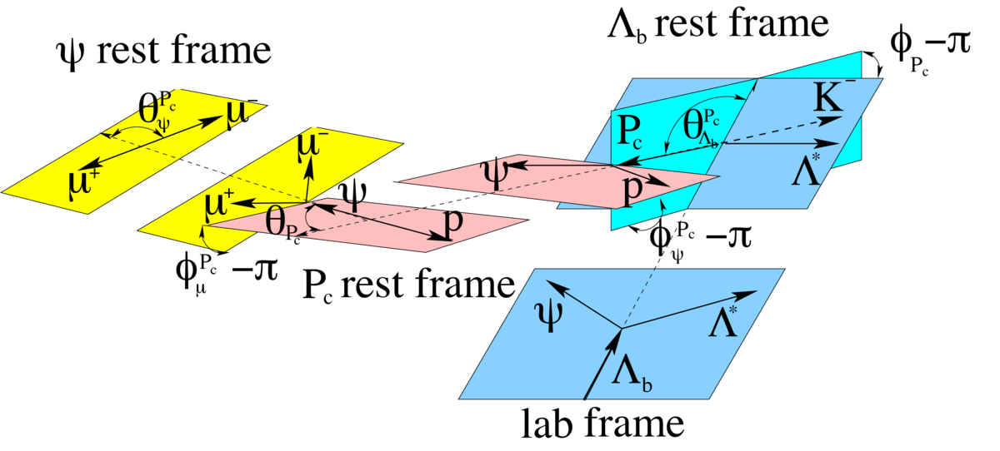 Λb rest frame
ϕPc −π
ψ rest frame
θψPc
μ−
μ+
K−
Pc
θΛbPc
Λ*
μ−
ψ
p
μ+
ψ
θPc
p
ϕψPc −π
ϕμPc −π
Pc rest frame
ψ
Λ*
Λb
lab frame